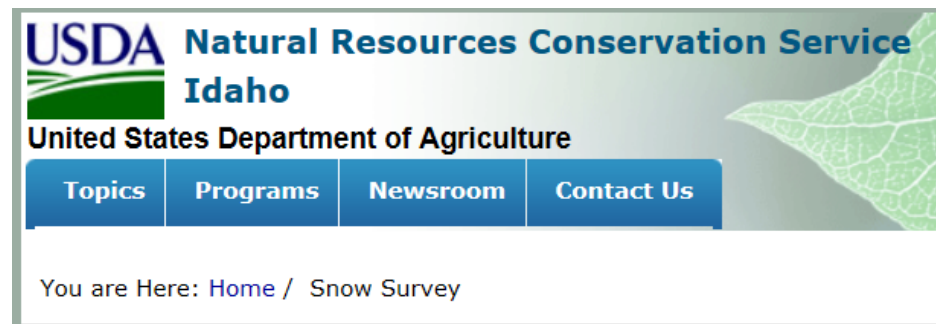 USDA Natural Resources Conservation Service
Idaho
United States Department of Agriculture
Topics Programs Newsroom Contact Us
You are Here: Home / Snow Survey